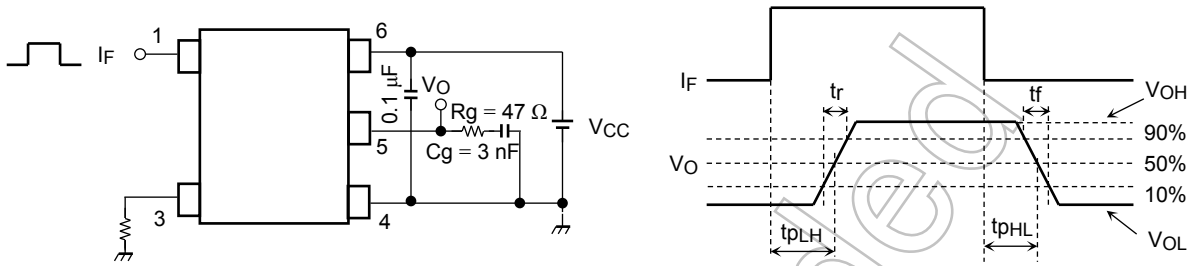 1
IF
6
0.1 μF
VO
Rg = 47 Ω
Cg = 3 nF
VCC
5
3
4
IF
tr
tf
VOH
90%
VO
50%
10%
tpLH
tpHL
VOL